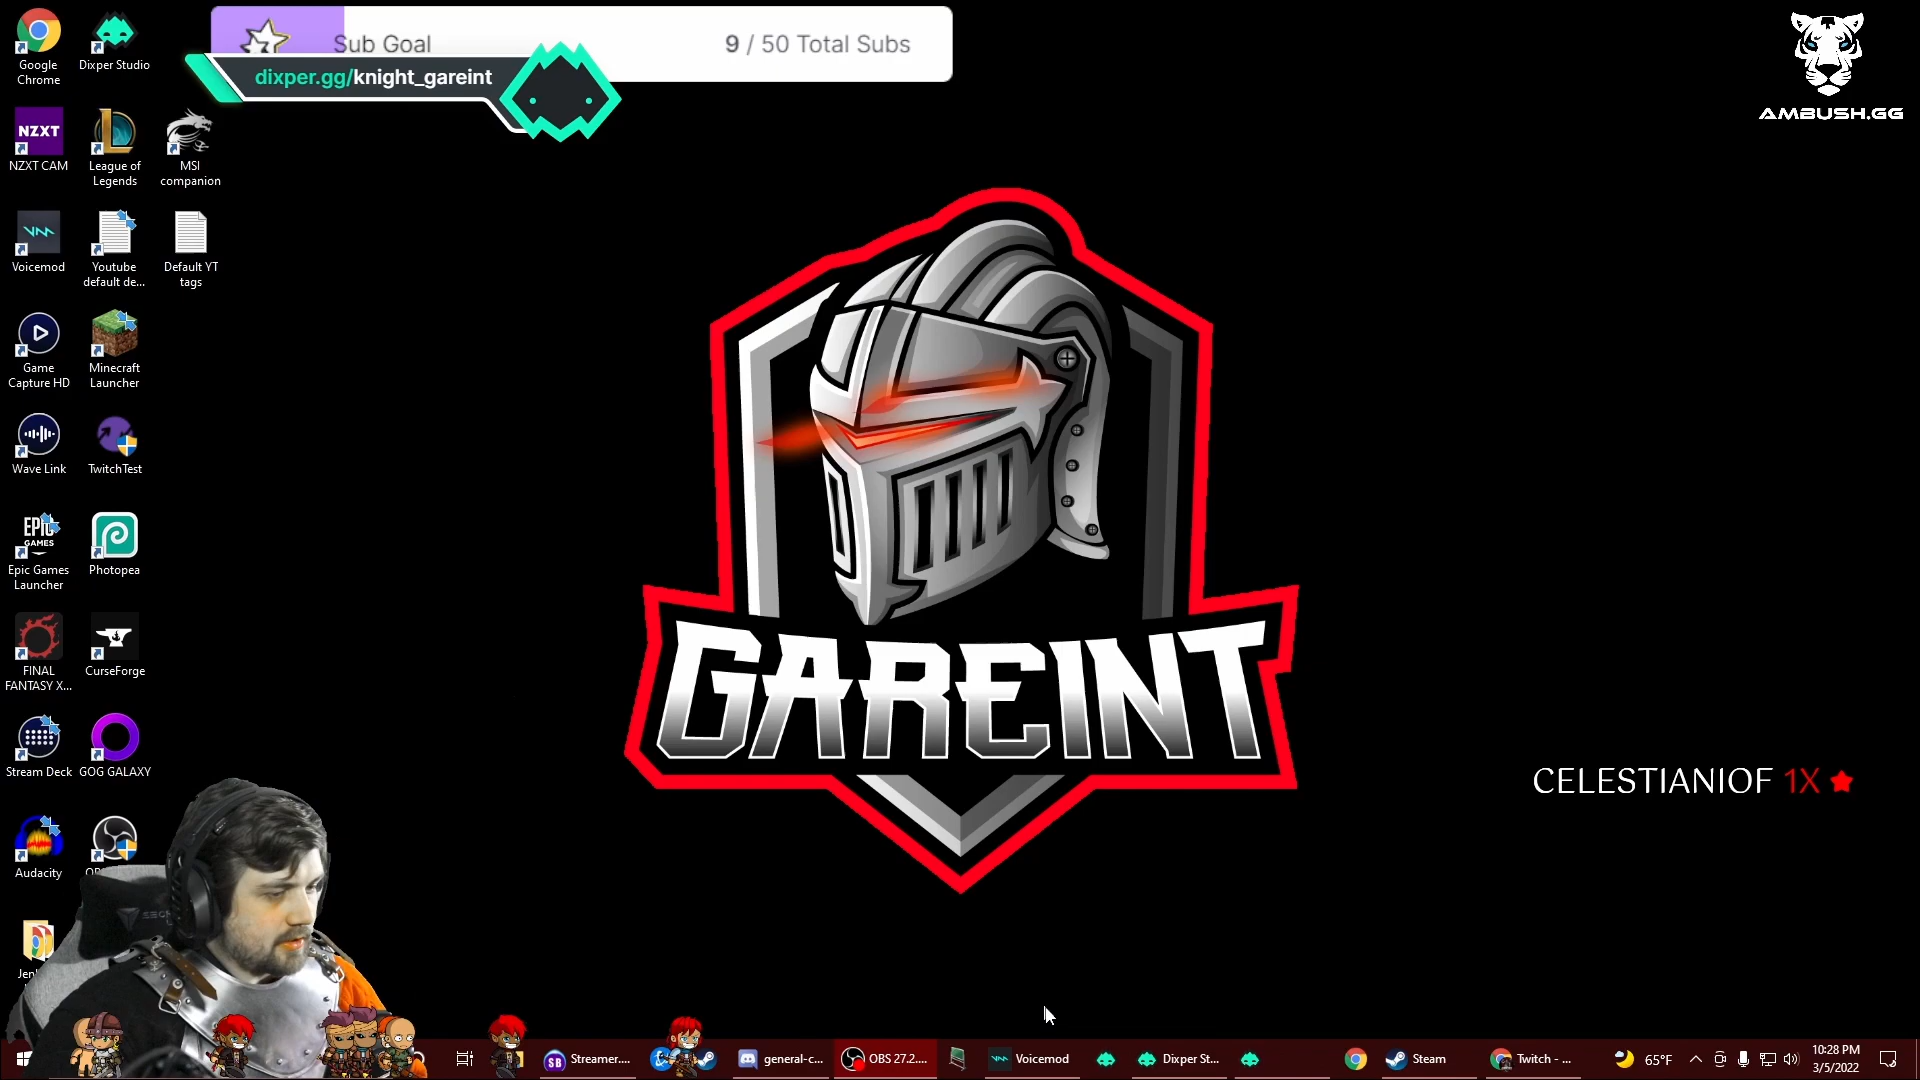 Sub Goal
9 / 50 Total Subs
dixper.gg/knight_gareint
AMBUSH.GG
Google
Chrome
Dixper Studio
NZXT
NZXT CAM
League of
Legends
MSI
companion
Voicemod
Youtube
default de...
Default YT
tags
Game
Capture HD
Minecraft
Launcher
Wave Link
TwitchTest
EPIC
GAMES
Epic Games
Launcher
Photopea
FINAL
FANTASY X...
CurseForge
Stream Deck
GOG GALAXY
Audacity
GAREINT
CELESTIANIOF 1X
SB
Streamer....
general-c...
OBS 27.2....
Voicemod
Dixper St...
Steam
Twitch - ...
65°F
10:28 PM
3/5/2022